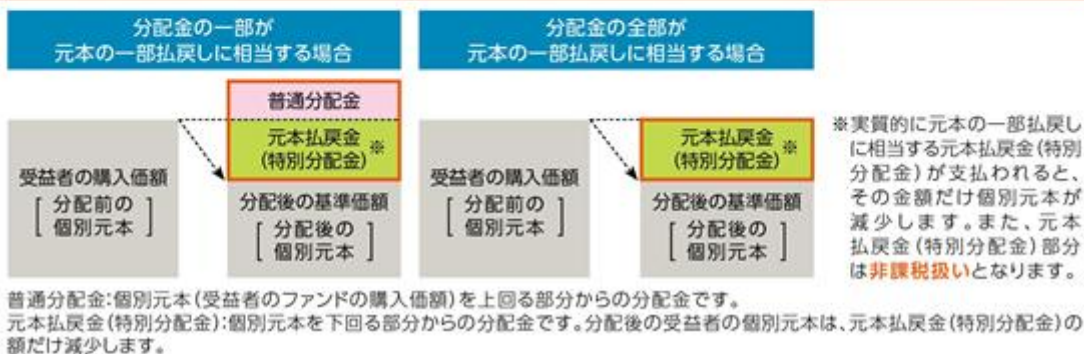 分配金の一部が
元本の一部払戻しに相当する場合
分配金の全部が
元本の一部払戻しに相当する場合
普通分配金
元本払戻金
(特別分配金) ※
受益者の購入価額
[ 分配前の
個別元本 ]
分配後の基準価額
[ 分配後の
個別元本 ]
元本払戻金
(特別分配金) ※
受益者の購入価額
[ 分配前の
個別元本 ]
分配後の基準価額
[ 分配後の
個別元本 ]
※実質的に元本の一部払戻し
に相当する元本払戻金(特別
分配金)が支払われると、
その金額だけ個別元本が
減少します。また、元本
払戻金(特別分配金)部分
は非課税扱いとなります。
普通分配金:個別元本(受益者のファンドの購入価額)を上回る部分からの分配金です。
元本払戻金(特別分配金):個別元本を下回る部分からの分配金です。分配後の受益者の個別元本は、元本払戻金(特別分配金)の
額だけ減少します。